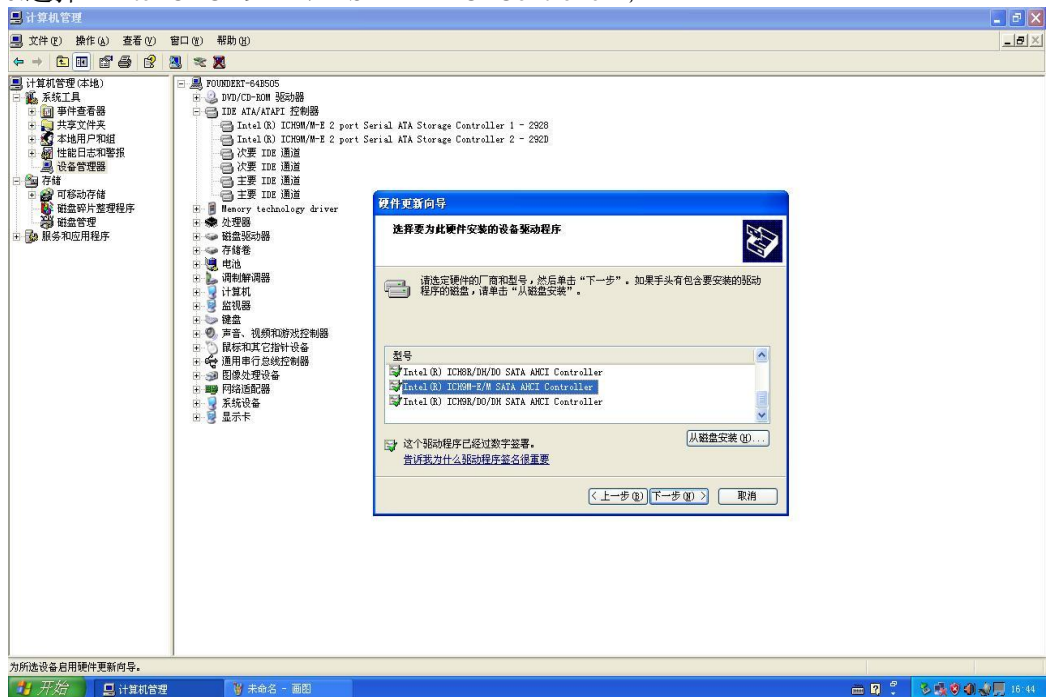 计算机管理
文件(F) 操作(A) 查看(V) 窗口(W) 帮助(H)
计算机管理(本地)
系统工具
事件查看器
共享文件夹
本地用户和组
性能日志和警报
设备管理器
存储
可移动存储
磁盘碎片整理程序
磁盘管理
服务和应用程序
FOUNDERT-64B505
DVD/CD-ROM 驱动器
IDE ATA/ATAPI 控制器
Intel(R) ICH9M/M-E 2 port Serial ATA Storage Controller 1 - 2928
Intel(R) ICH9M/M-E 2 port Serial ATA Storage Controller 2 - 292D
次要 IDE 通道
次要 IDE 通道
主要 IDE 通道
主要 IDE 通道
Memory technology driver
处理器
磁盘驱动器
存储卷
电池
调制解调器
计算机
监视器
键盘
声音、视频和游戏控制器
鼠标和其它指针设备
通用串行总线控制器
图像处理设备
网络适配器
系统设备
显示卡
硬件更新向导
选择要为此硬件安装的设备驱动程序
请选定硬件的厂商和型号，然后单击“下一步”。如果手头有包含要安装的驱动
程序的磁盘，请单击“从磁盘安装”。
型号
Intel(R) ICH8R/DH/DO SATA AHCI Controller
Intel(R) ICH9M-E/M SATA AHCI Controller
Intel(R) ICH9R/DO/DH SATA AHCI Controller
这个驱动程序已经过数字签署。
告诉我为什么驱动程序签名很重要
从磁盘安装(H)...
< 上一步(B) 下一步(N) > 取消
为所选设备启用硬件更新向导。
开始 计算机管理 未命名 - 画图 16:44